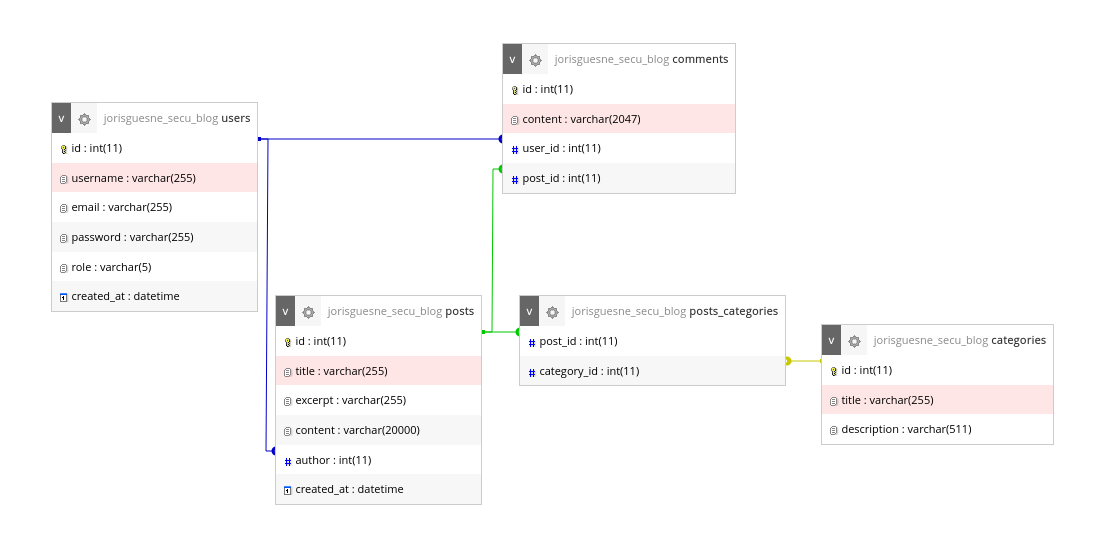 v jorisguesne_secu_blog users
id : int(11)
username : varchar(255)
email : varchar(255)
password : varchar(255)
role : varchar(5)
created_at : datetime
v jorisguesne_secu_blog comments
id : int(11)
content : varchar(2047)
# user_id : int(11)
# post_id : int(11)
v jorisguesne_secu_blog posts
id : int(11)
title : varchar(255)
excerpt : varchar(255)
content : varchar(20000)
# author : int(11)
created_at : datetime
v jorisguesne_secu_blog posts_categories
# post_id : int(11)
# category_id : int(11)
v jorisguesne_secu_blog categories
id : int(11)
title : varchar(255)
description : varchar(511)